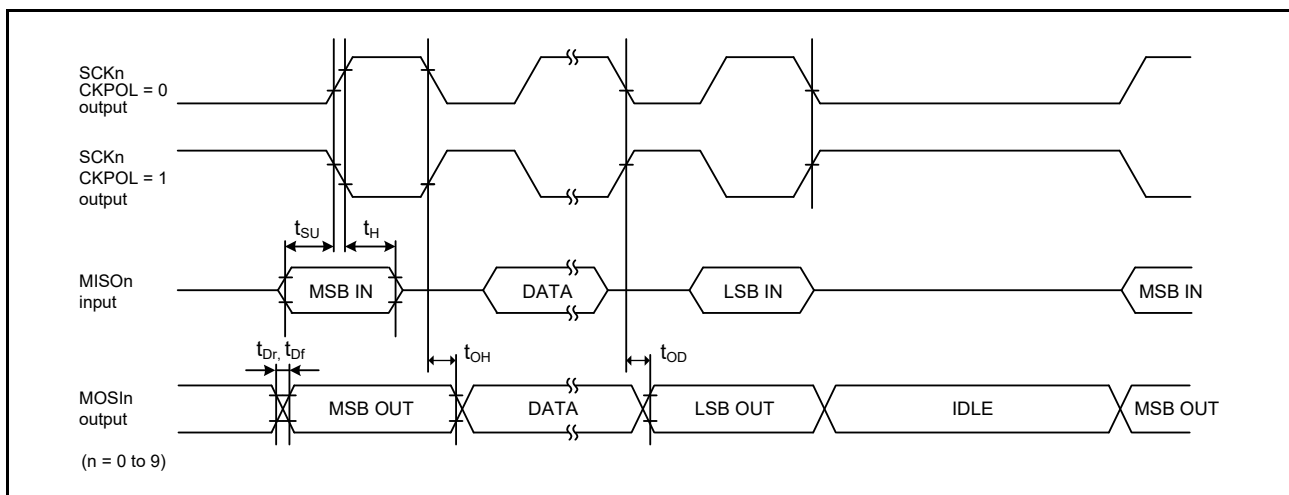 SCKn
CKPOL = 0
output
SCKn
CKPOL = 1
output
tSU
tH
MISOn
input
MSB IN
DATA
LSB IN
MSB IN
tDr, tDf
tOH
tOD
MOSIn
output
MSB OUT
DATA
LSB OUT
IDLE
MSB OUT
(n = 0 to 9)